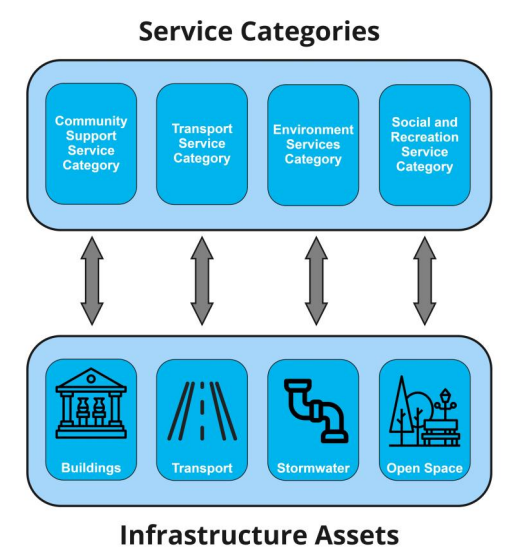 Service Categories
Community
Support
Service
Category
Transport
Service
Category
Environment
Services
Category
Social and
Recreation
Service
Category
Buildings
Transport
Stormwater
Open Space
Infrastructure Assets